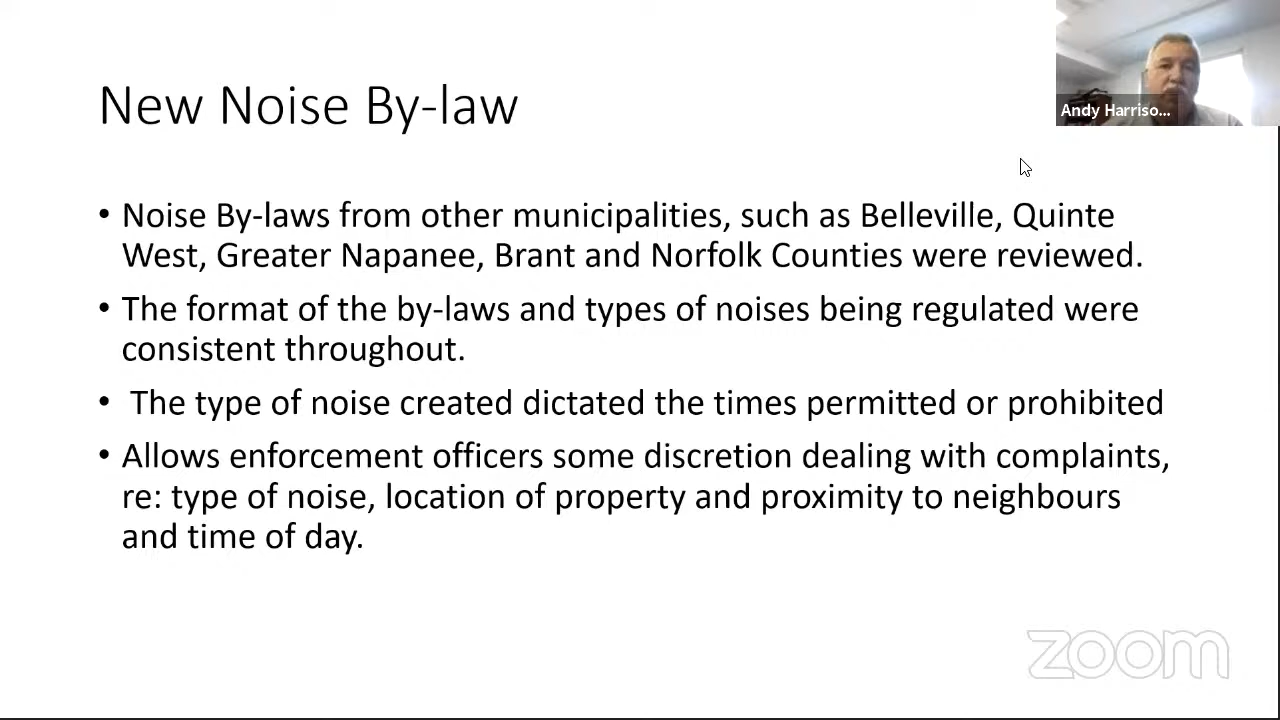 New Noise By-law
Andy Harriso...
• Noise By-laws from other municipalities, such as Belleville, Quinte
West, Greater Napanee, Brant and Norfolk Counties were reviewed.
• The format of the by-laws and types of noises being regulated were
consistent throughout.
• The type of noise created dictated the times permitted or prohibited
• Allows enforcement officers some discretion dealing with complaints,
re: type of noise, location of property and proximity to neighbours
and time of day.
zoom